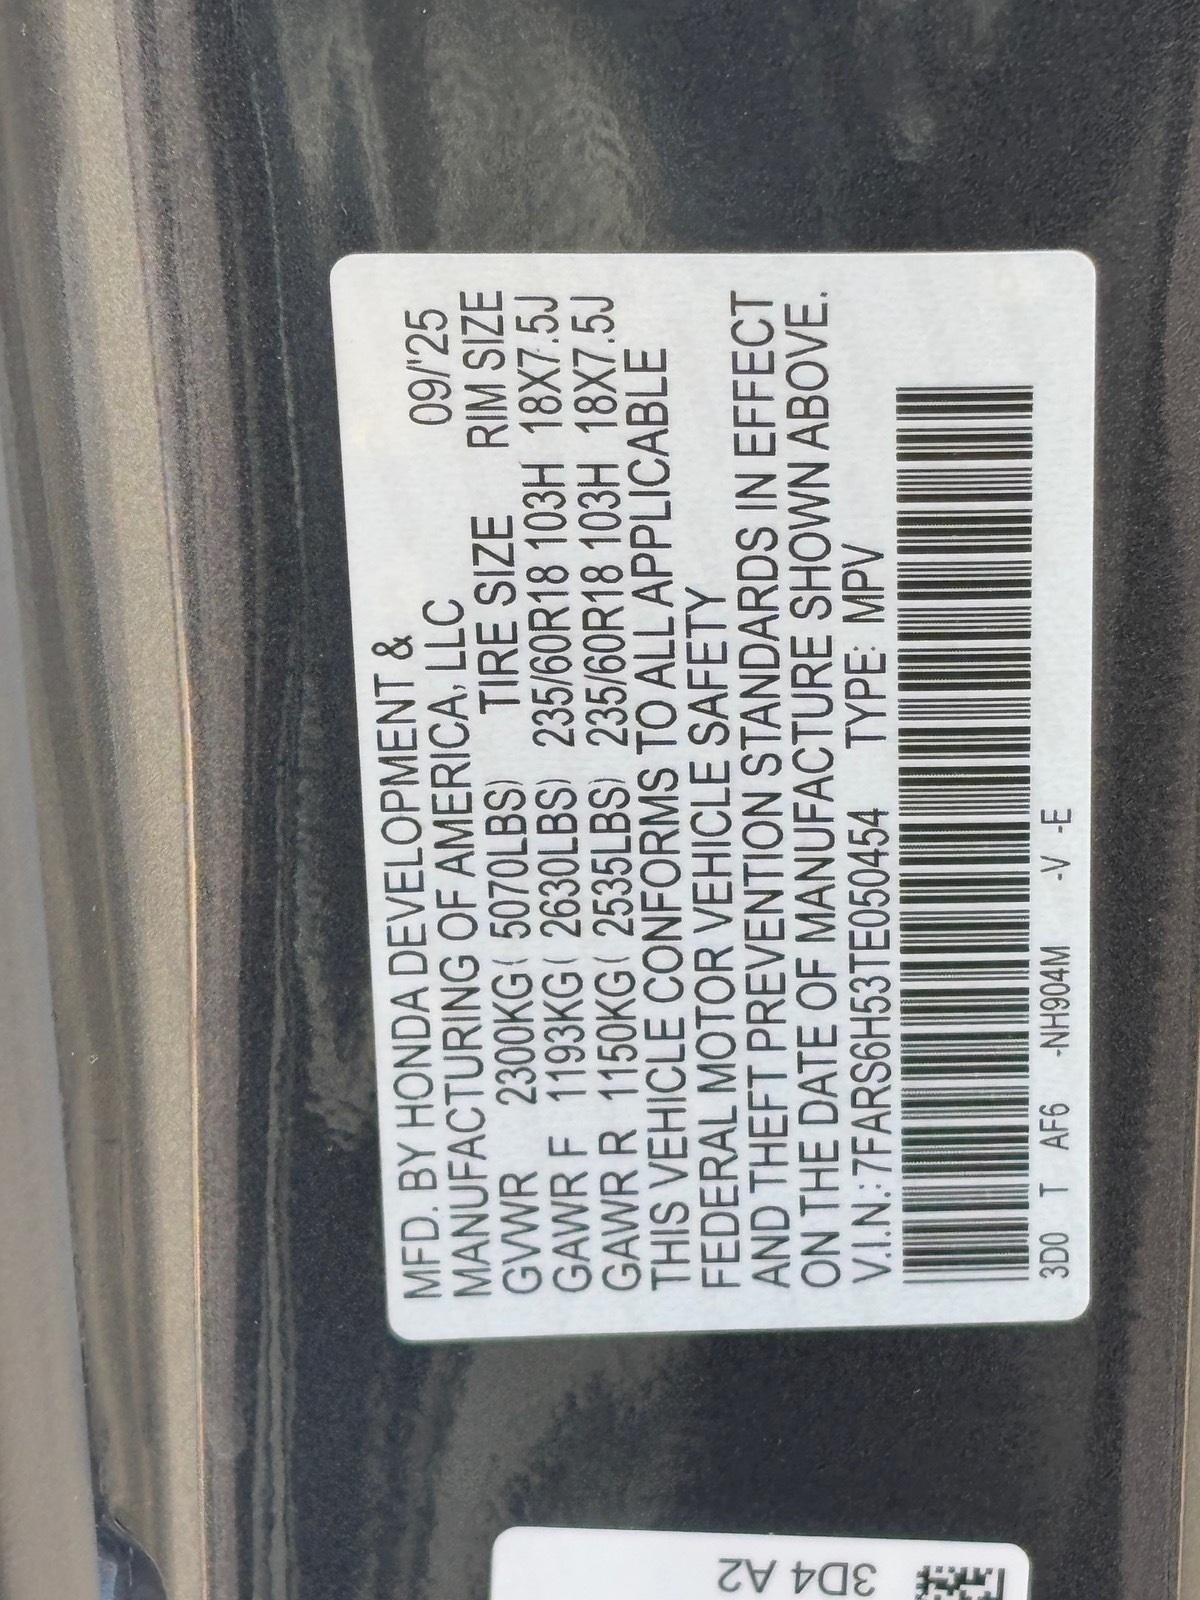 MFD. BY HONDA DEVELOPMENT &
MANUFACTURING OF AMERICA, LLC 09/'25
GVWR 2300KG( 5070LBS) TIRE SIZE RIM SIZE
GAWR F 1193KG( 2630LBS) 235/60R18 103H 18X7.5J
GAWR R 1150KG( 2535LBS) 235/60R18 103H 18X7.5J
THIS VEHICLE CONFORMS TO ALL APPLICABLE
FEDERAL MOTOR VEHICLE SAFETY
AND THEFT PREVENTION STANDARDS IN EFFECT
ON THE DATE OF MANUFACTURE SHOWN ABOVE.
V.I.N.:7FARS6H53TE050454 TYPE: MPV
3D0 T AF6 -NH904M -V -E
3D4 A2